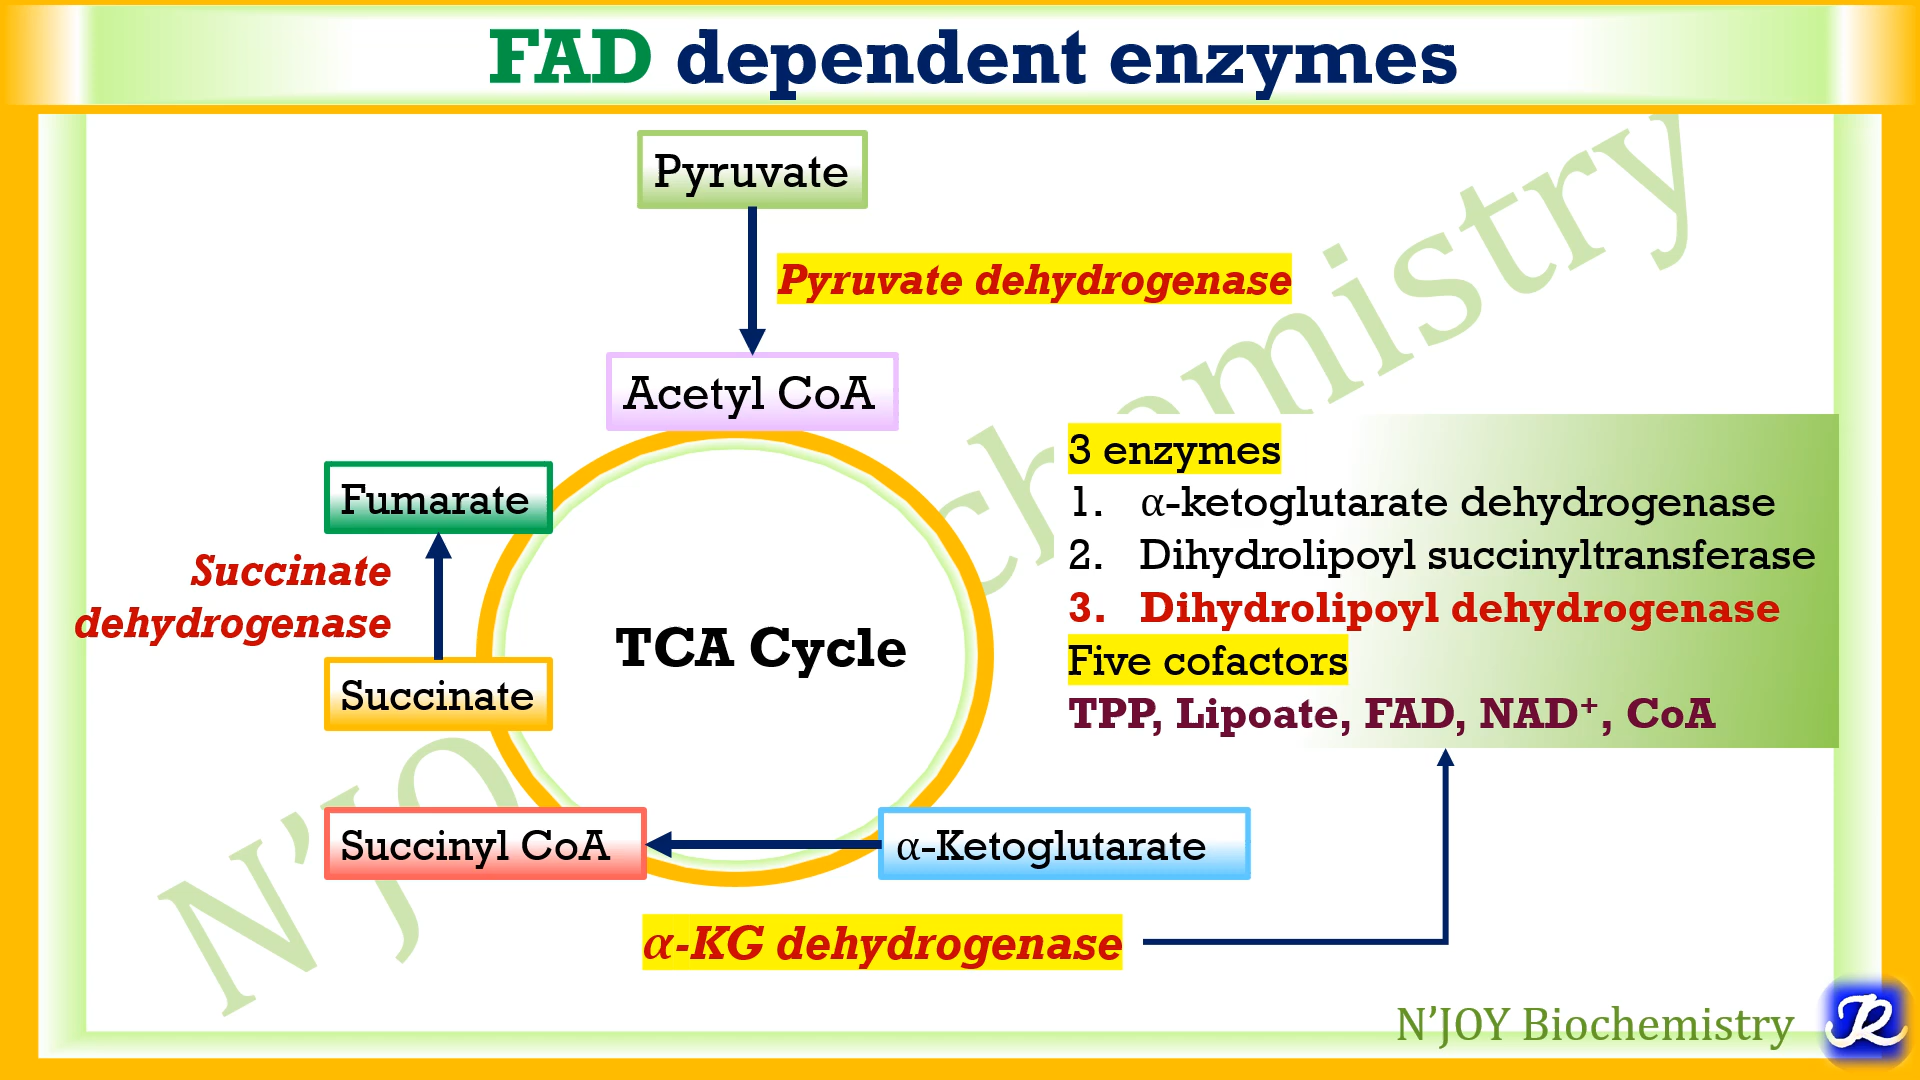 FAD dependent enzymes
Pyruvate
Pyruvate dehydrogenase
Acetyl CoA
Fumarate
Succinate
dehydrogenase
Succinate
TCA Cycle
Succinyl CoA
α-Ketoglutarate
α-KG dehydrogenase
3 enzymes
1. α-ketoglutarate dehydrogenase
2. Dihydrolipoyl succinyltransferase
3. Dihydrolipoyl dehydrogenase
Five cofactors
TPP, Lipoate, FAD, NAD⁺, CoA
N'JOY Biochemistry